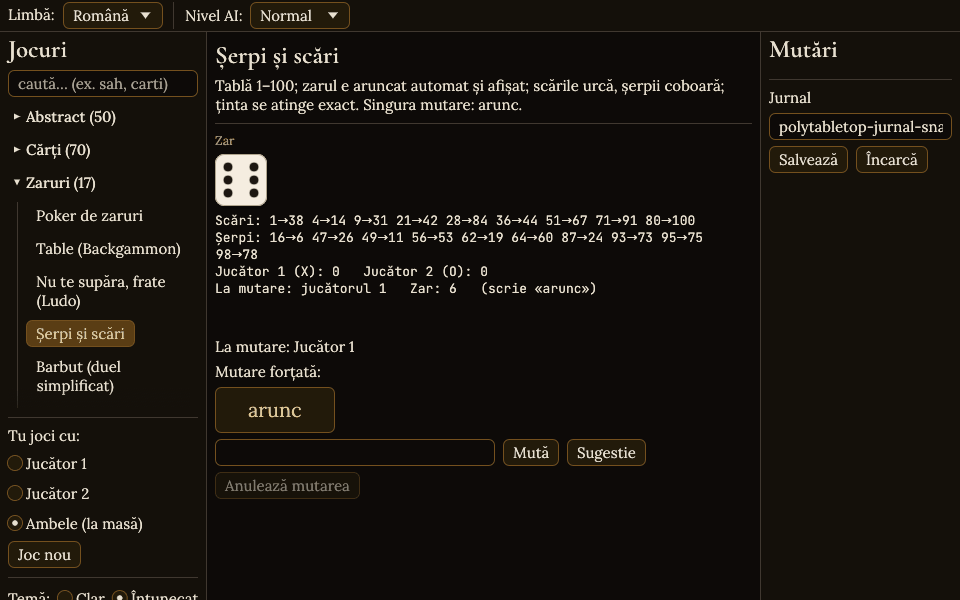 Limbă:
Română
Nivel AI:
Normal
Jocuri
caută... (ex. sah, carti)
Abstract (50)
Cărți (70)
Zaruri (17)
Poker de zaruri
Table (Backgammon)
Nu te supăra, frate
(Ludo)
Șerpi și scări
Barbut (duel
simplificat)
Tu joci cu:
Jucător 1
Jucător 2
Ambele (la masă)
Joc nou
Temă: Clar Întunecat
Șerpi și scări
Tablă 1–100; zarul e aruncat automat și afișat; scările urcă, șerpii coboară;
ținta se atinge exact. Singura mutare: arunc.
Zar
Scări: 1→38 4→14 9→31 21→42 28→84 36→44 51→67 71→91 80→100
Șerpi: 16→6 47→26 49→11 56→53 62→19 64→60 87→24 93→73 95→75
98→78
Jucător 1 (X): 0 Jucător 2 (O): 0
La mutare: jucătorul 1 Zar: 6 (scrie «arunc»)
La mutare: Jucător 1
Mutare forțată:
arunc
Mută
Sugestie
Anulează mutarea
Mutări
Jurnal
polytabletop-jurnal-sna
Salvează
Încarcă